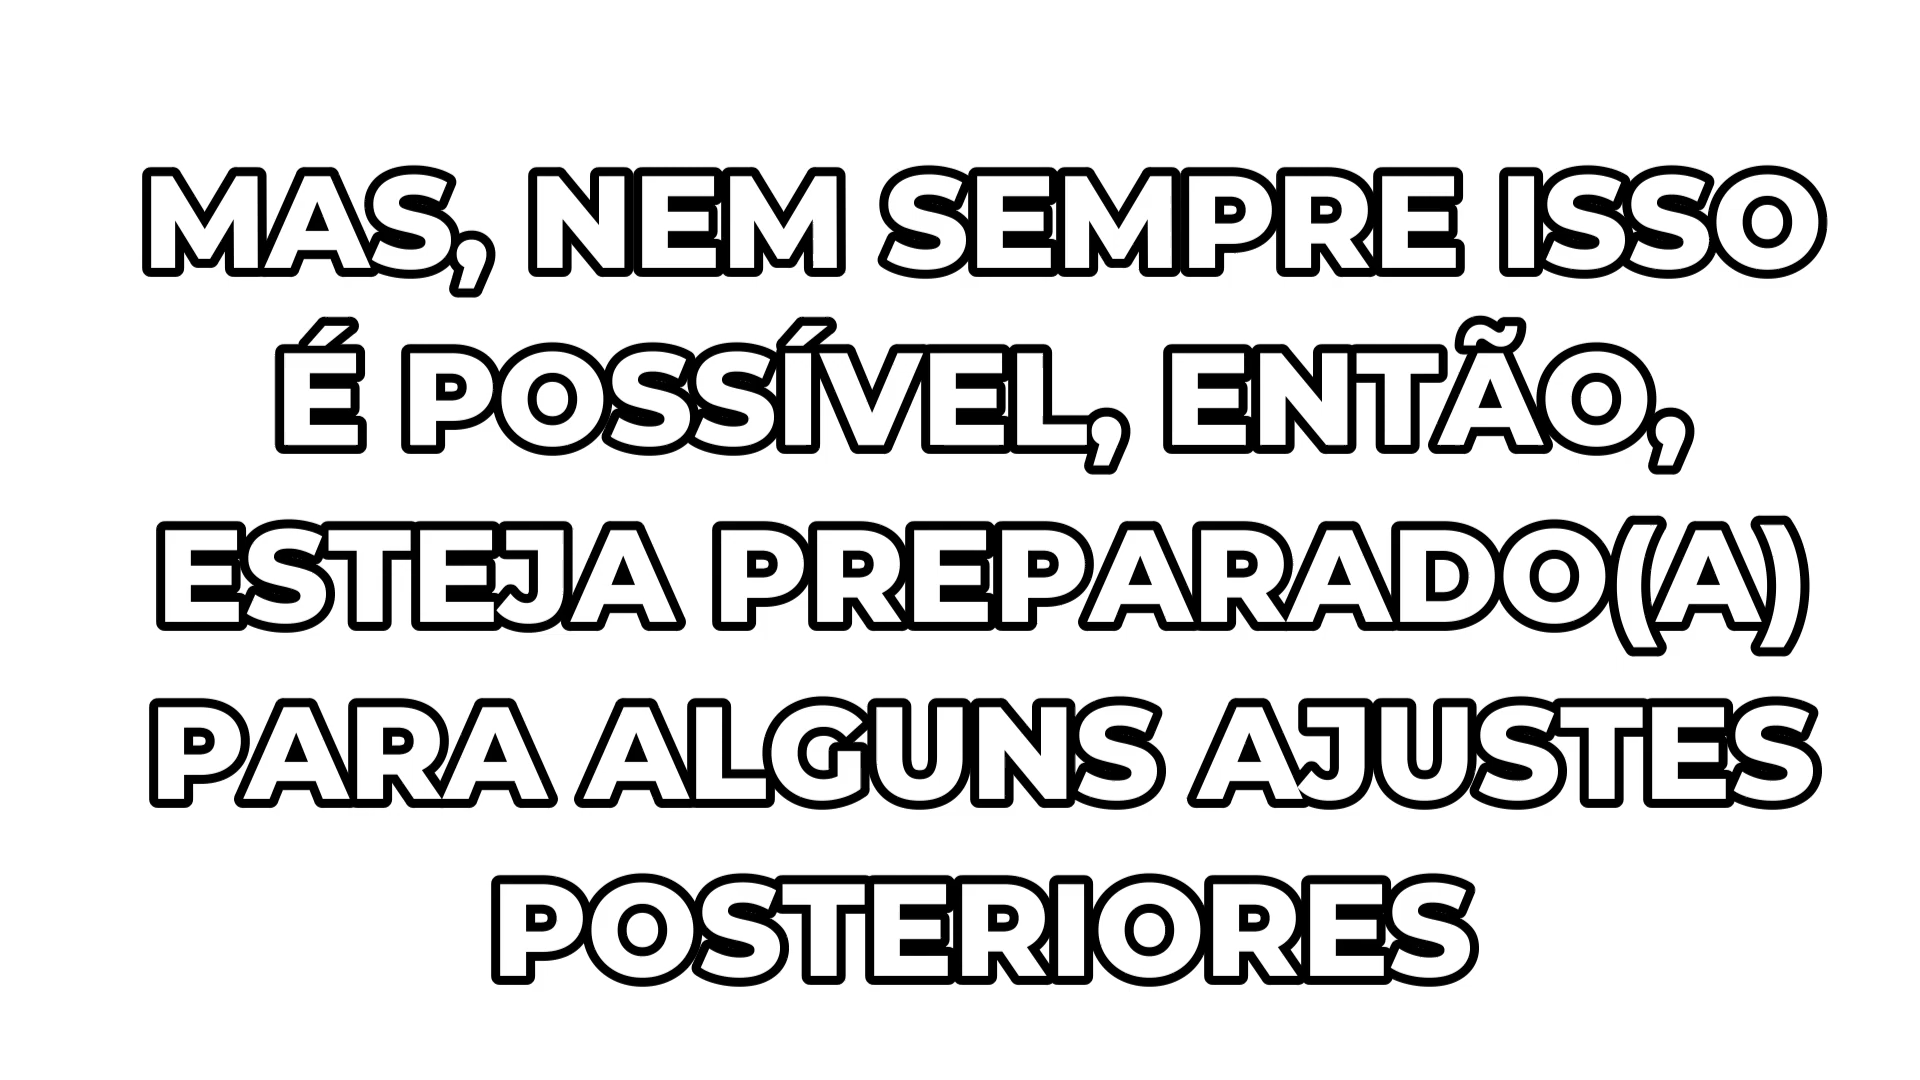 MAS, NEM SEMPRE ISSO
É POSSÍVEL, ENTÃO,
ESTEJA PREPARADO(A)
PARA ALGUNS AJUSTES
POSTERIORES